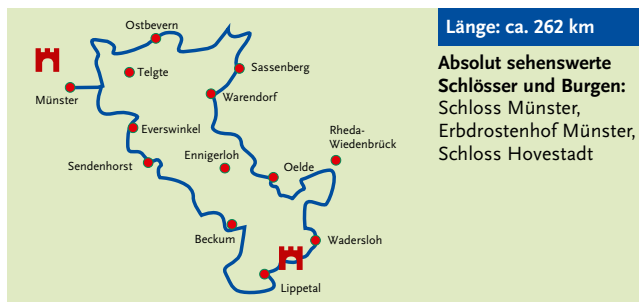 Ostbevern
Telgte
Sassenberg
Münster
Warendorf
Everswinkel
Rheda-
Wiedenbrück
Sendenhorst
Ennigerloh
Oelde
Beckum
Wadersloh
Lippetal
Länge: ca. 262 km
Absolut sehenswerte
Schlösser und Burgen:
Schloss Münster,
Erbdrostenhof Münster,
Schloss Hovestadt